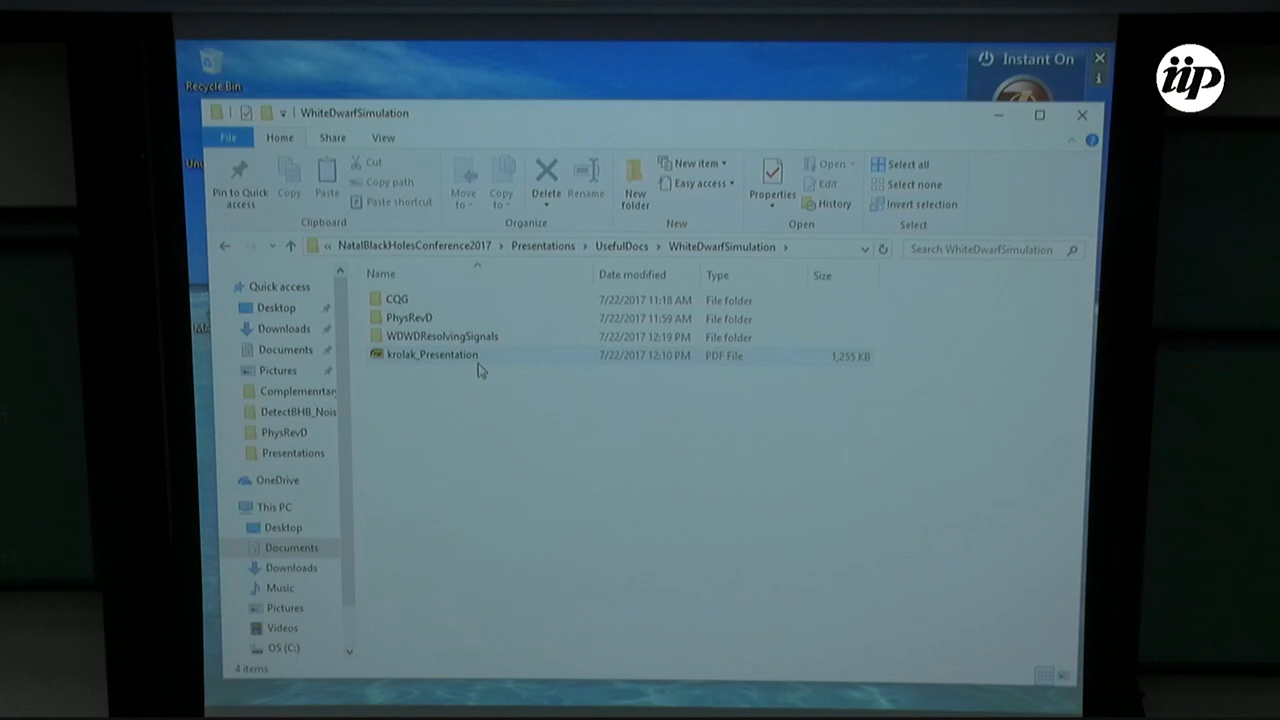 iip
Recycle Bin
Instant On
WhiteDwarfSimulation
File Home Share View
Pin to Quick access
Copy
Paste
Cut
Copy path
Paste shortcut
Move to
Copy to
Delete
Rename
New folder
New item
Easy access
Properties
Open
Edit
History
Select all
Select none
Invert selection
Clipboard Organize New Open Select
« NatalBlackHolesConference2017 > Presentations > UsefulDocs > WhiteDwarfSimulation >
Search WhiteDwarfSimulation
Name Date modified Type Size
CQG 7/22/2017 11:18 AM File folder
PhysRevD 7/22/2017 11:59 AM File folder
WDWDResolvingSignals 7/22/2017 12:19 PM File folder
krolak_Presentation 7/22/2017 12:10 PM PDF File 1,255 KB
Quick access
Desktop
Downloads
Documents
Pictures
Complemenrtary
DetectBHB_Nois
PhysRevD
Presentations
OneDrive
This PC
Desktop
Documents
Downloads
Music
Pictures
Videos
OS (C:)
4 items